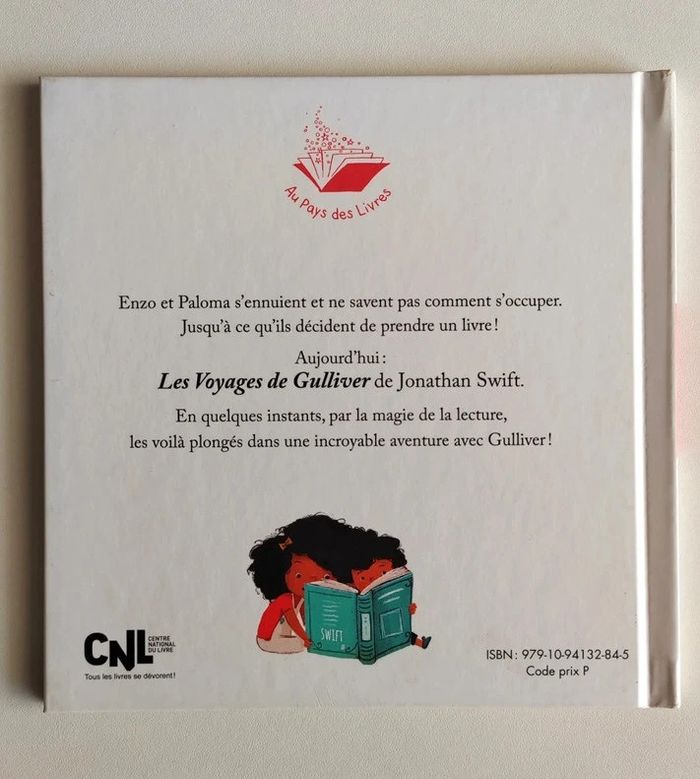 Au Pays des Livres
Enzo et Paloma s’ennuient et ne savent pas comment s’occuper.
Jusqu’à ce qu’ils décident de prendre un livre !
Aujourd’hui :
Les Voyages de Gulliver de Jonathan Swift.
En quelques instants, par la magie de la lecture,
les voilà plongés dans une incroyable aventure avec Gulliver !
SWIFT
CNL CENTRE
NATIONAL
DU LIVRE
Tous les livres se dévorent !
ISBN : 979-10-94132-84-5
Code prix P